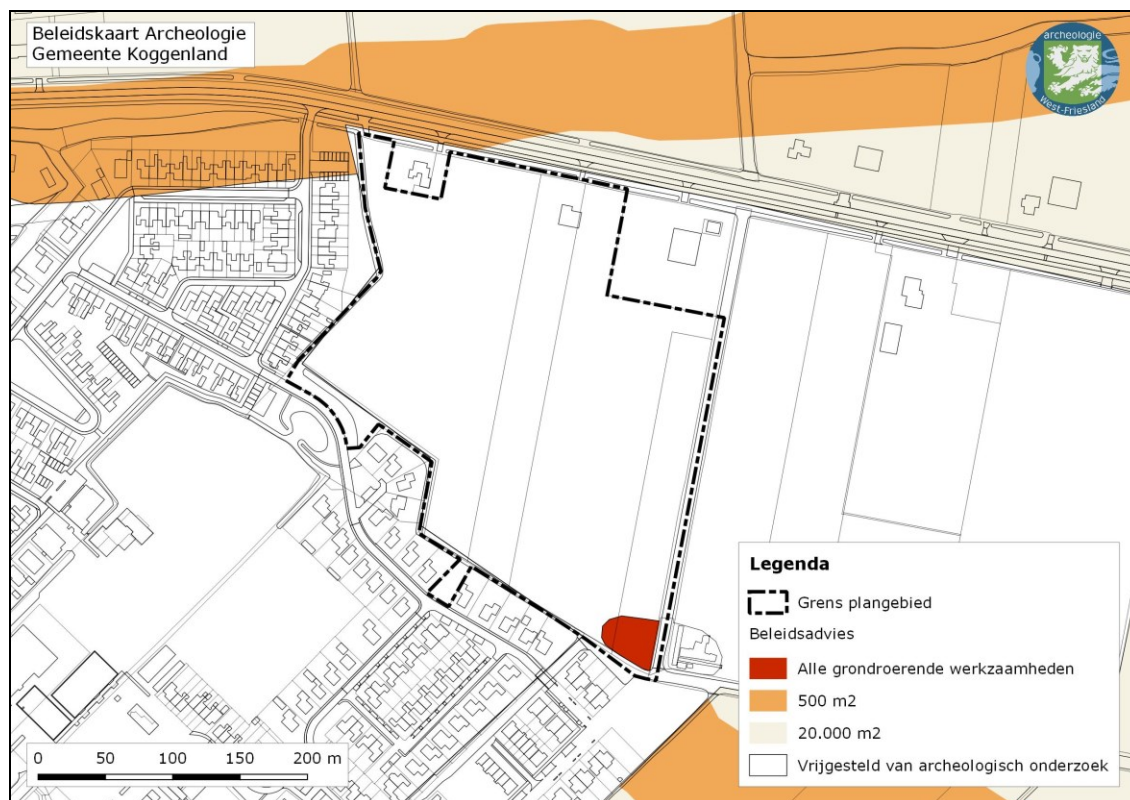 Beleidskaart Archeologie
Gemeente Koggenland
archeologie
West-Friesland
Legenda
Grens plangebied
Beleidsadvies
Alle grondroerende werkzaamheden
500 m2
20.000 m2
Vrijgesteld van archeologisch onderzoek
0 50 100 150 200 m